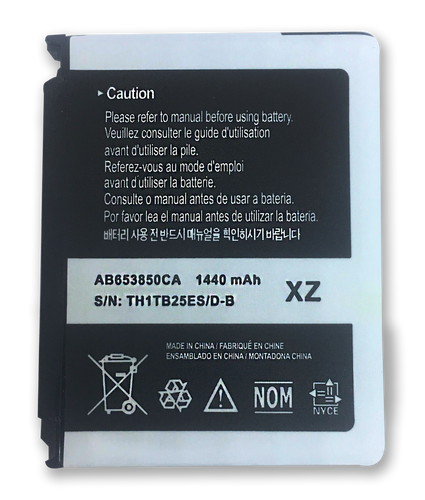 ▸Caution
Please refer to manual before using battery.
Veuillez consulter le guide d'utilisation
avant d'utiliser la pile.
Referez-vous au mode d'emploi
avant d'utiliser la batterie.
Consulte o manual antes de usar a bateria.
Por favor lea el manual antes de utilizar la bateria.
배터리 사용 전 반드시 매뉴얼을 확인하시기 바랍니다
AB653850CA 1440 mAh
S/N: TH1TB25ES/D-B
XZ
MADE IN CHINA / FABRIQUÉ EN CHINE
ENSAMBLADO EN CHINA / MONTADONA CHINA
NOM
NYCE